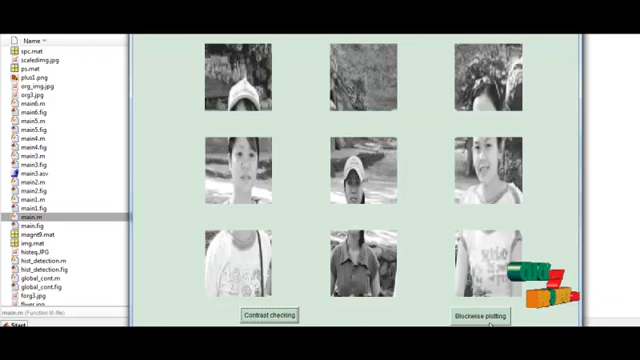 Name
spc.mat
scaledimg.jpg
ps.mat
plus1.png
org_img.jpg
org3.jpg
main6.m
main6.fig
main5.m
main5.fig
main4.m
main4.fig
main3.m
main3.fig
main3.asv
main2.m
main2.fig
main1.m
main1.fig
main.m
main.fig
magnt9.mat
img.mat
histeq.JPG
hist_detection.m
hist_detection.fig
global_cont.m
global_cont.fig
forg3.jpg
flower.jpg
main.m (Function M-file)
Start
Contrast checking
Blockwise plotting